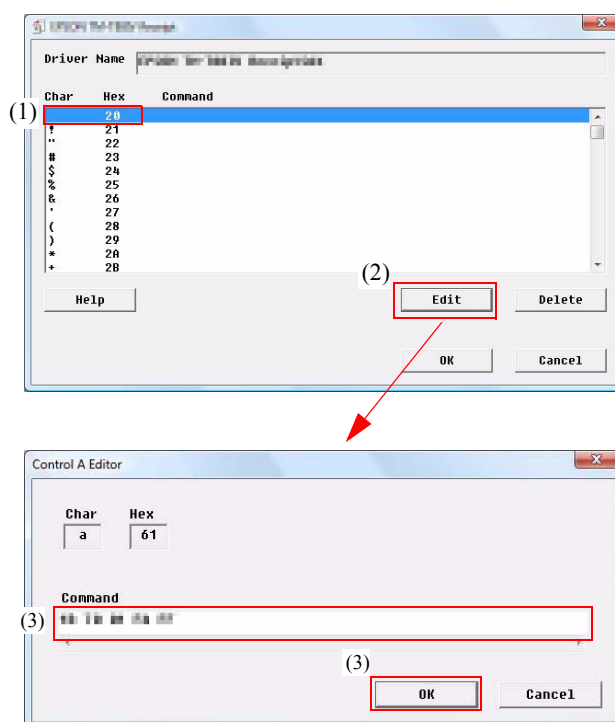 Driver Name
Char Hex Command
(1)
20
! 21
" 22
# 23
$ 24
% 25
& 26
' 27
( 28
) 29
* 2A
+ 2B
(2)
Help Edit Delete
OK Cancel
Control A Editor
Char Hex
a 61
Command
(3)
(3)
OK Cancel